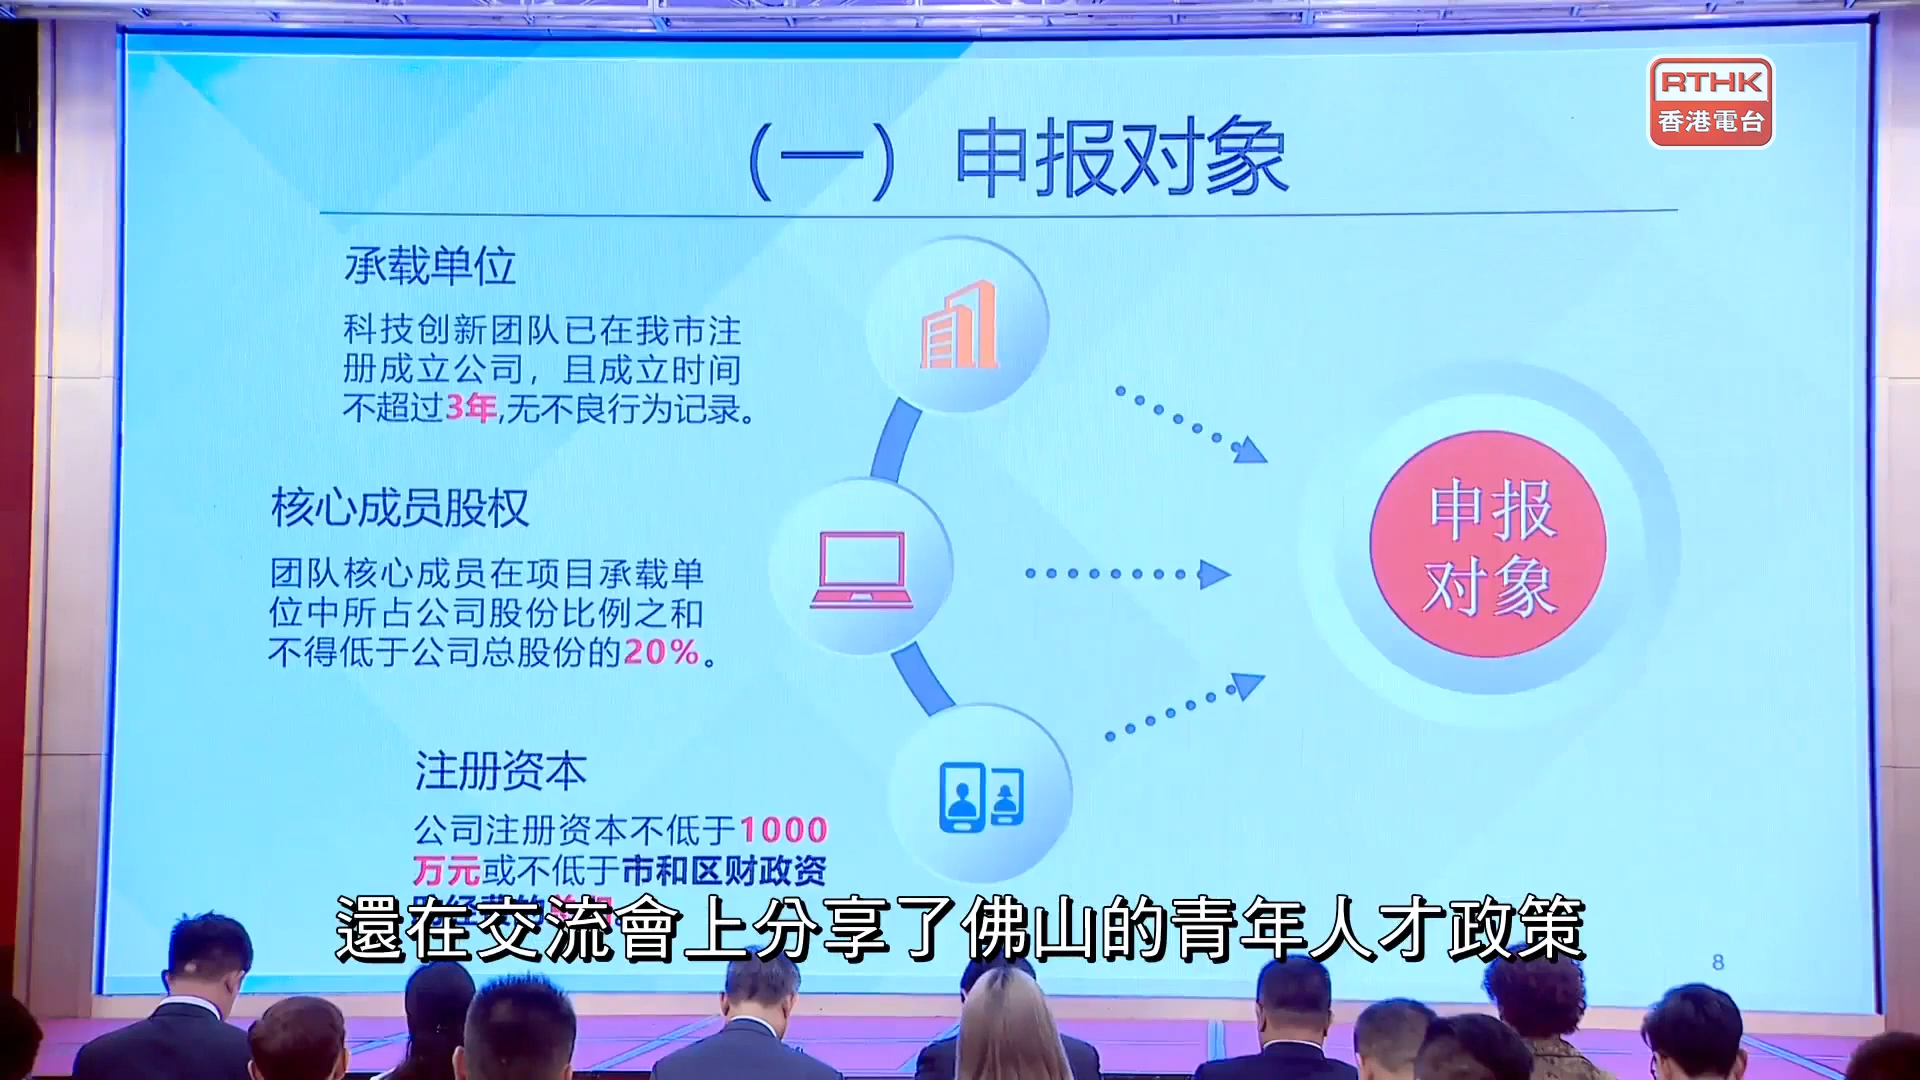 RTHK
香港電台
（一）申报对象
承载单位
科技创新团队已在我市注
册成立公司，且成立时间
不超过3年,无不良行为记录。
核心成员股权
团队核心成员在项目承载单
位中所占公司股份比例之和
不得低于公司总股份的20%。
注册资本
公司注册资本不低于1000
万元或不低于市和区财政资
申报
对象
還在交流會上分享了佛山的青年人才政策
8